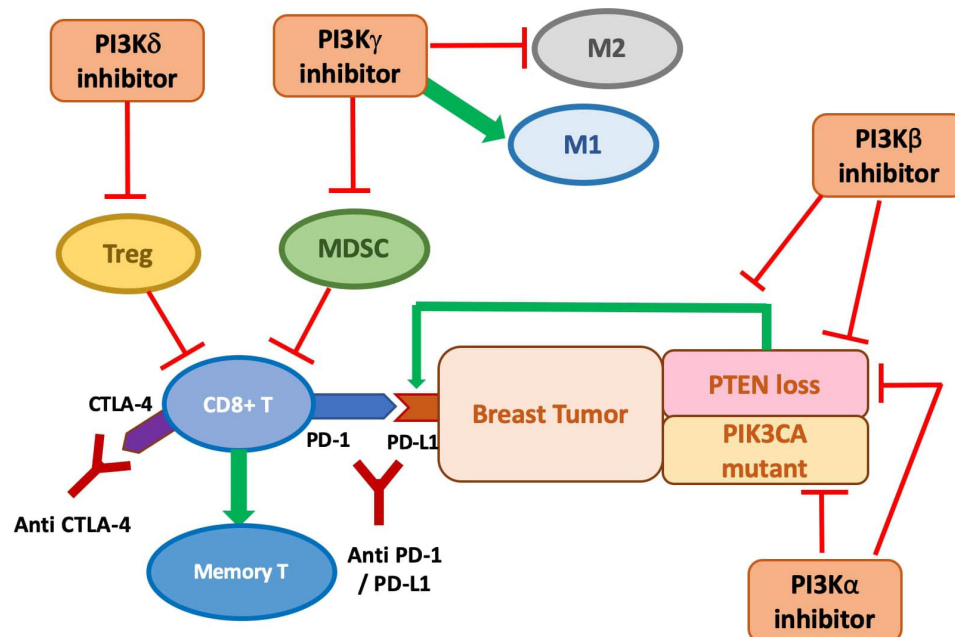 PI3Kδ
inhibitor
PI3Kγ
inhibitor
M2
M1
PI3Kβ
inhibitor
Treg
MDSC
CTLA-4
CD8+ T
PD-1
PD-L1
Breast Tumor
PTEN loss
PIK3CA
mutant
Anti CTLA-4
Memory T
Anti PD-1
/ PD-L1
PI3Kα
inhibitor